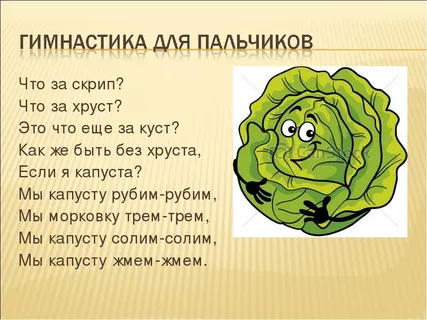 ГИМНАСТИКА ДЛЯ ПАЛЬЧИКОВ
Что за скрип?
Что за хруст?
Это что еще за куст?
Как же быть без хруста,
Если я капуста?
Мы капусту рубим-рубим,
Мы морковку трем-трем,
Мы капусту солим-солим,
Мы капусту жмем-жмем.